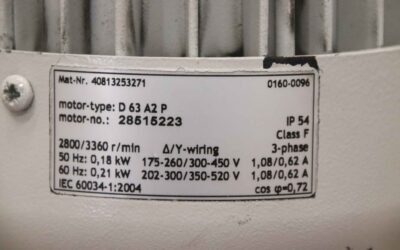 Mat-Nr. 40813253271 0160-0096
motor-type: D 63 A2 P
motor-no.: 28515223 IP 54
Class F
2800/3360 r/min Δ/Y-wiring 3-phase
50 Hz: 0,18 kW 175-260/300-450 V 1,08/0,62 A
60 Hz: 0,21 kW 202-300/350-520 V 1,08/0,62 A
IEC 60034-1:2004 cos φ=0,72